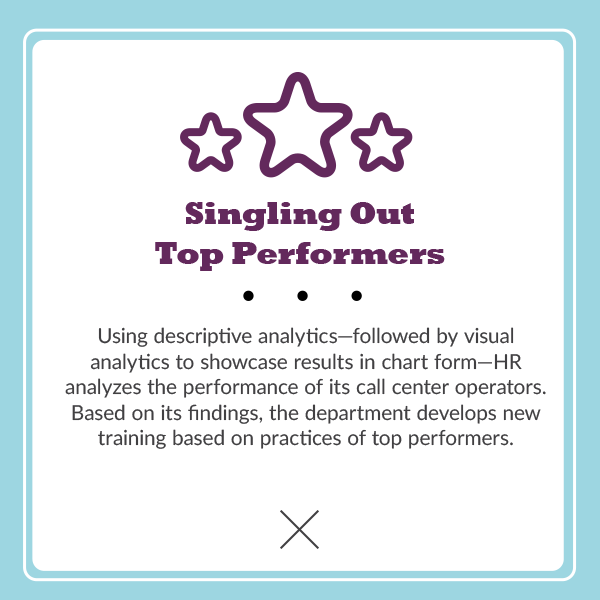 Singling Out
Top Performers
Using descriptive analytics—followed by visual
analytics to showcase results in chart form—HR
analyzes the performance of its call center operators.
Based on its findings, the department develops new
training based on practices of top performers.